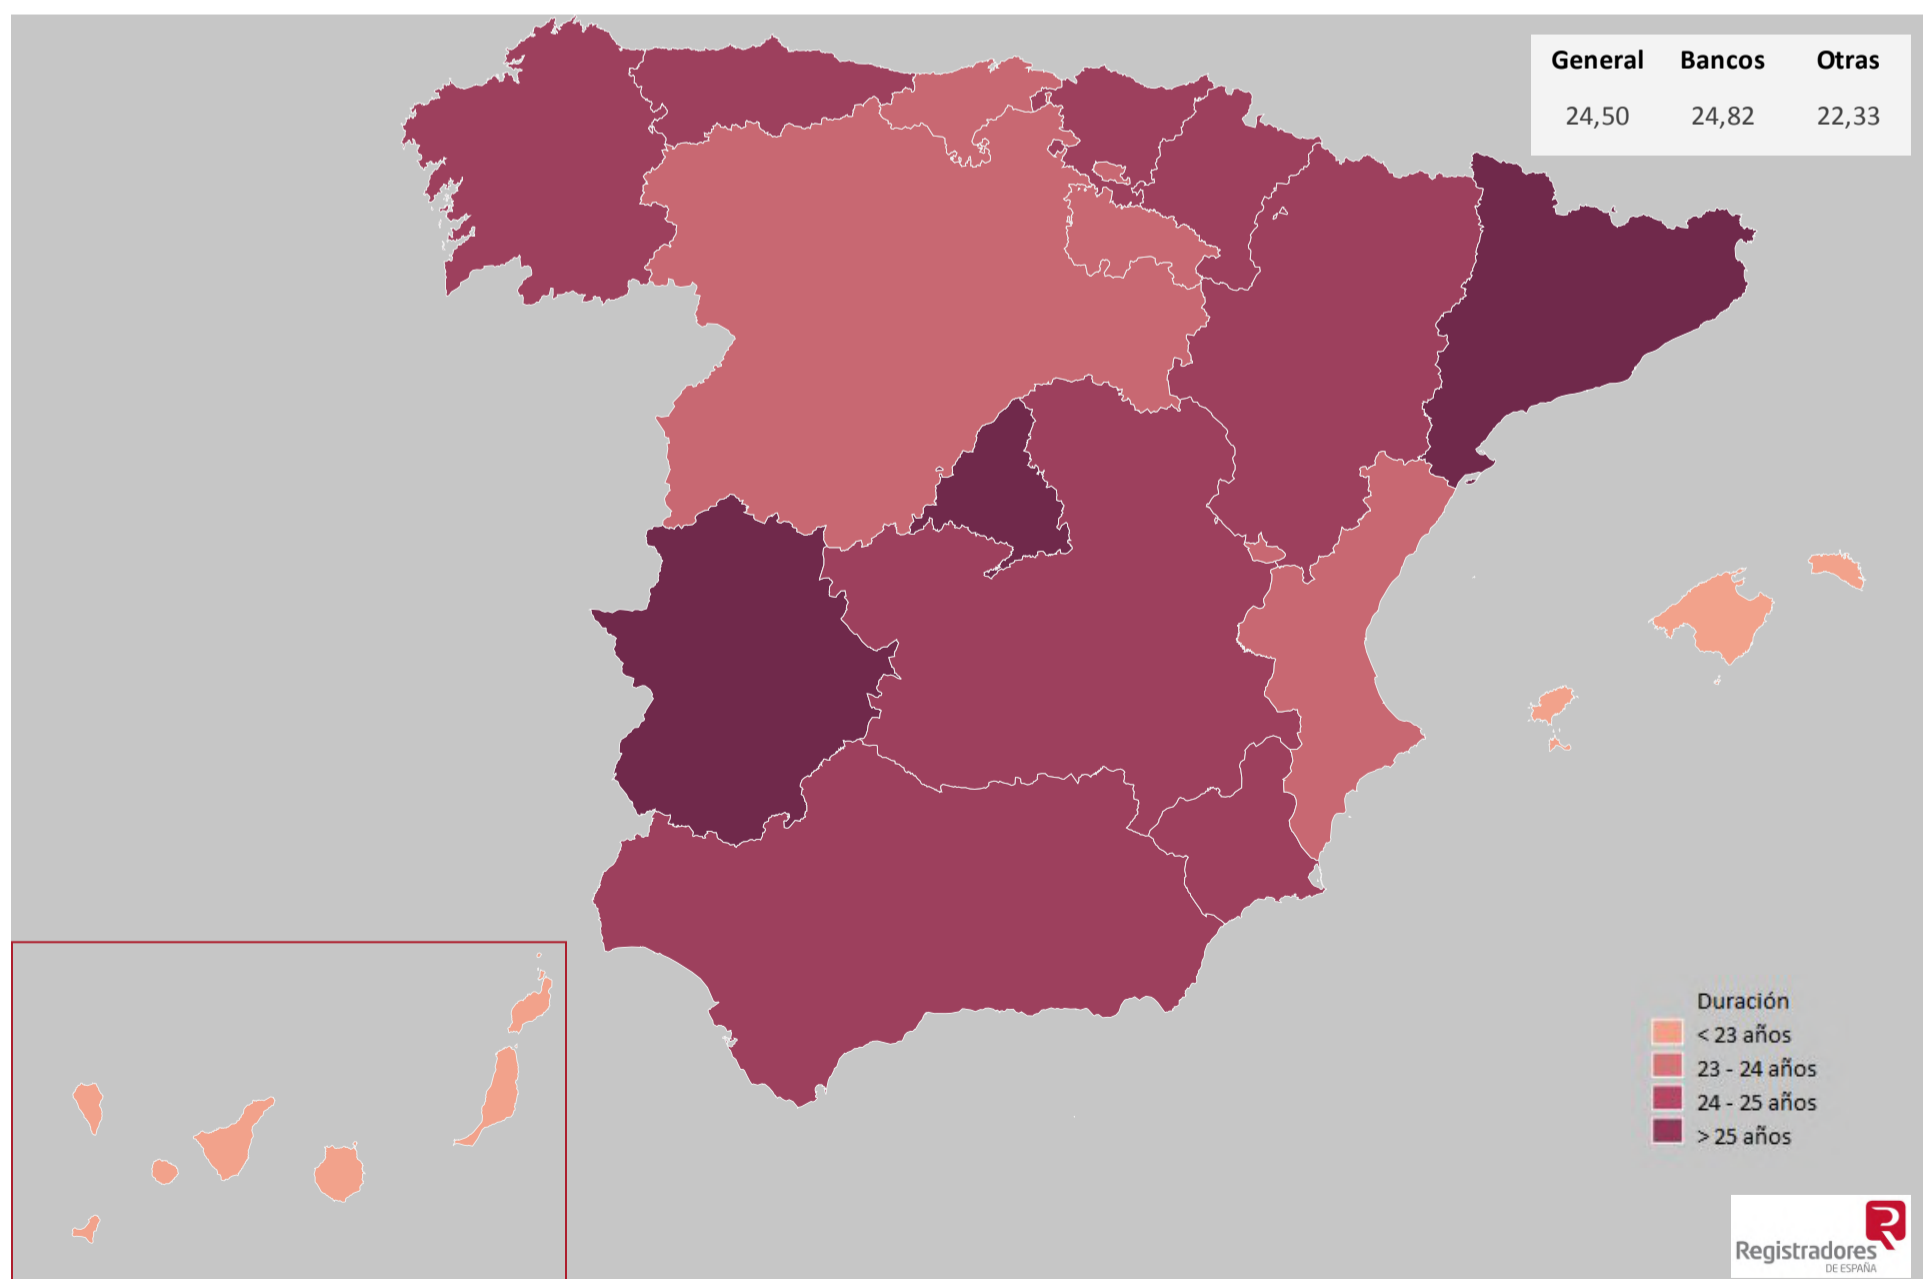 General Bancos Otras
24,50 24,82 22,33
Duración
< 23 años
23 - 24 años
24 - 25 años
> 25 años
Registradores
DE ESPAÑA